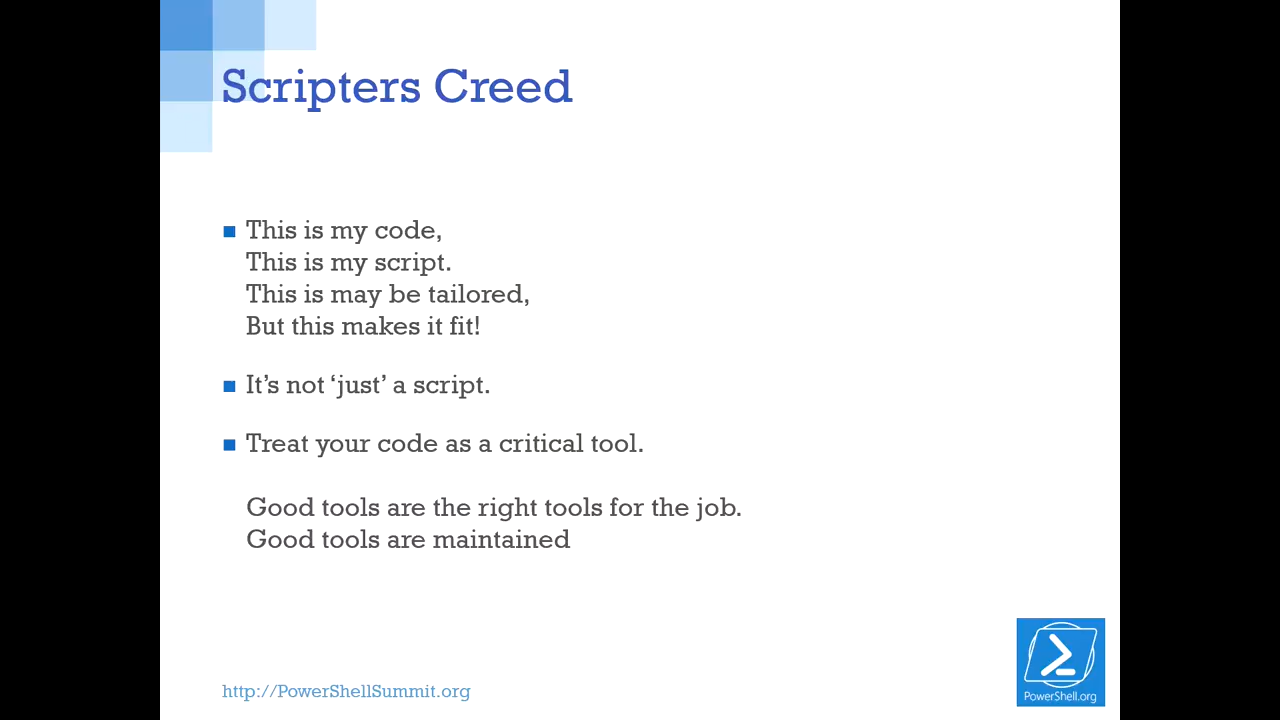 Scripters Creed
This is my code,
This is my script.
This is may be tailored,
But this makes it fit!
It’s not ‘just’ a script.
Treat your code as a critical tool.
Good tools are the right tools for the job.
Good tools are maintained
http://PowerShellSummit.org
PowerShell.org